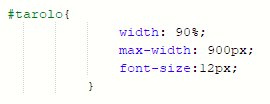 #tarolo{
width: 90%;
max-width: 900px;
font-size:12px;
}